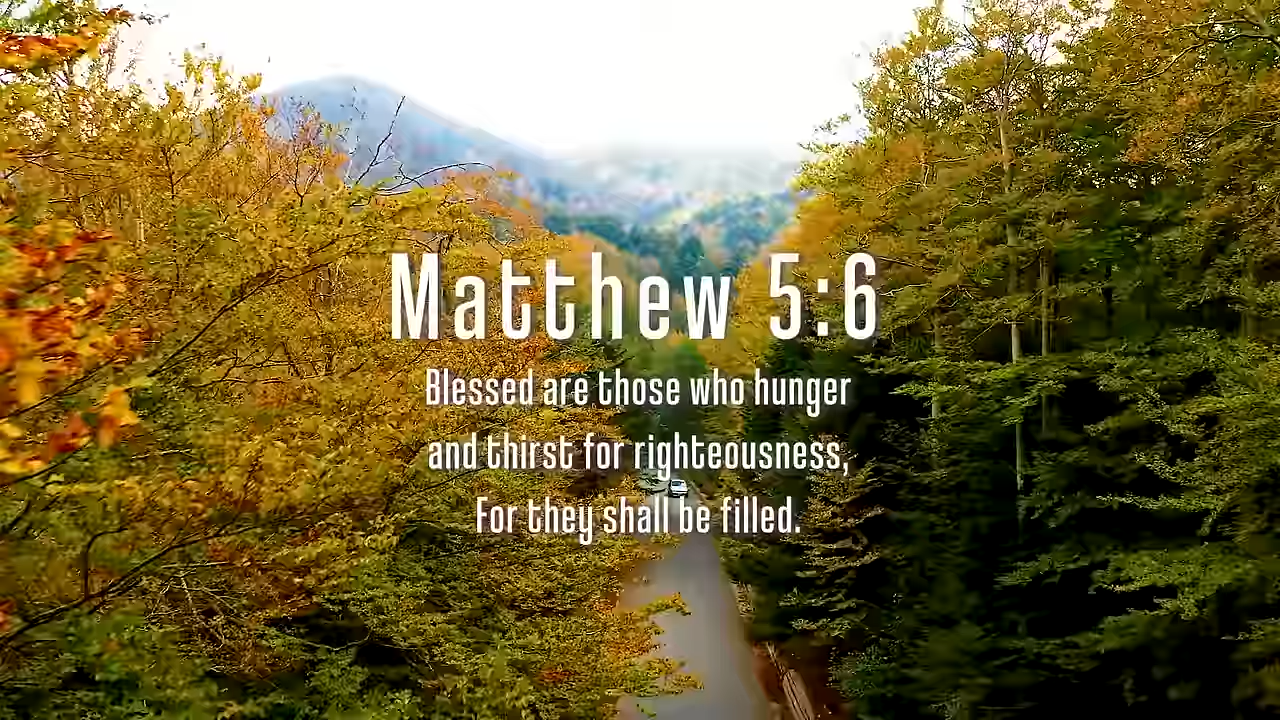 Matthew 5:6
Blessed are those who hunger
and thirst for righteousness,
For they shall be filled.